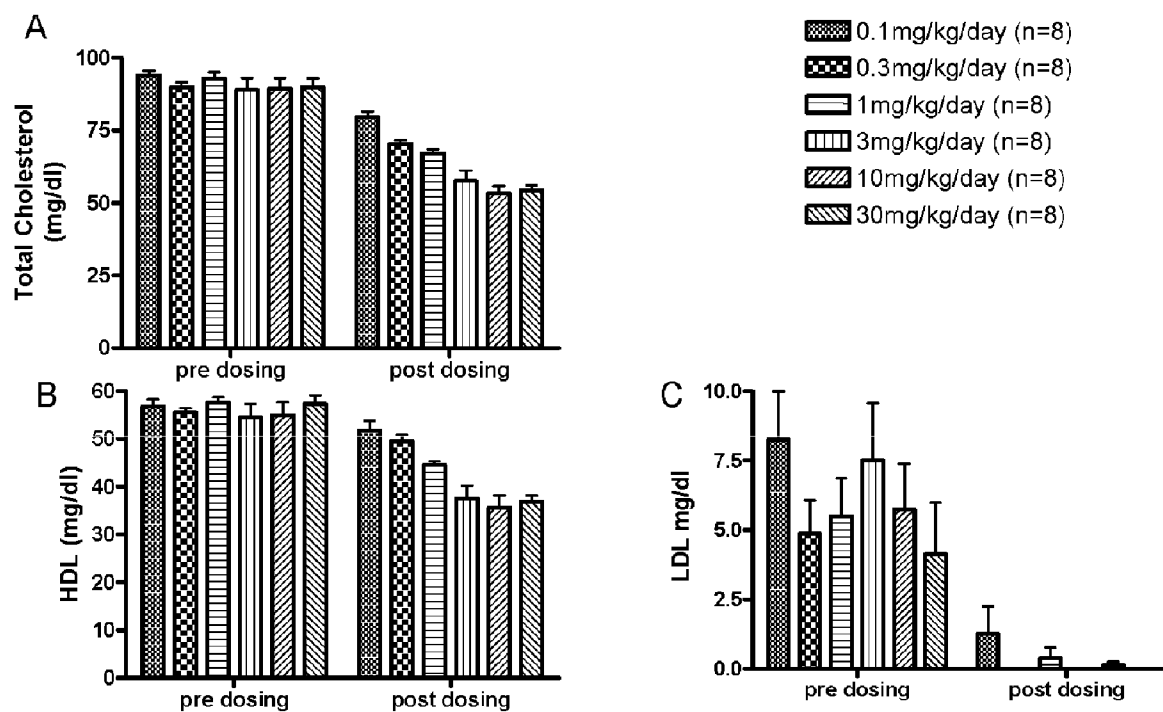 A
Total Cholesterol
(mg/dl)
100
75
50
25
0
pre dosing
post dosing
0.1mg/kg/day (n=8)
0.3mg/kg/day (n=8)
1mg/kg/day (n=8)
3mg/kg/day (n=8)
10mg/kg/day (n=8)
30mg/kg/day (n=8)
B
HDL (mg/dl)
60
50
40
30
20
10
0
pre dosing
post dosing
C
LDL mg/dl
10.0
7.5
5.0
2.5
0.0
pre dosing
post dosing